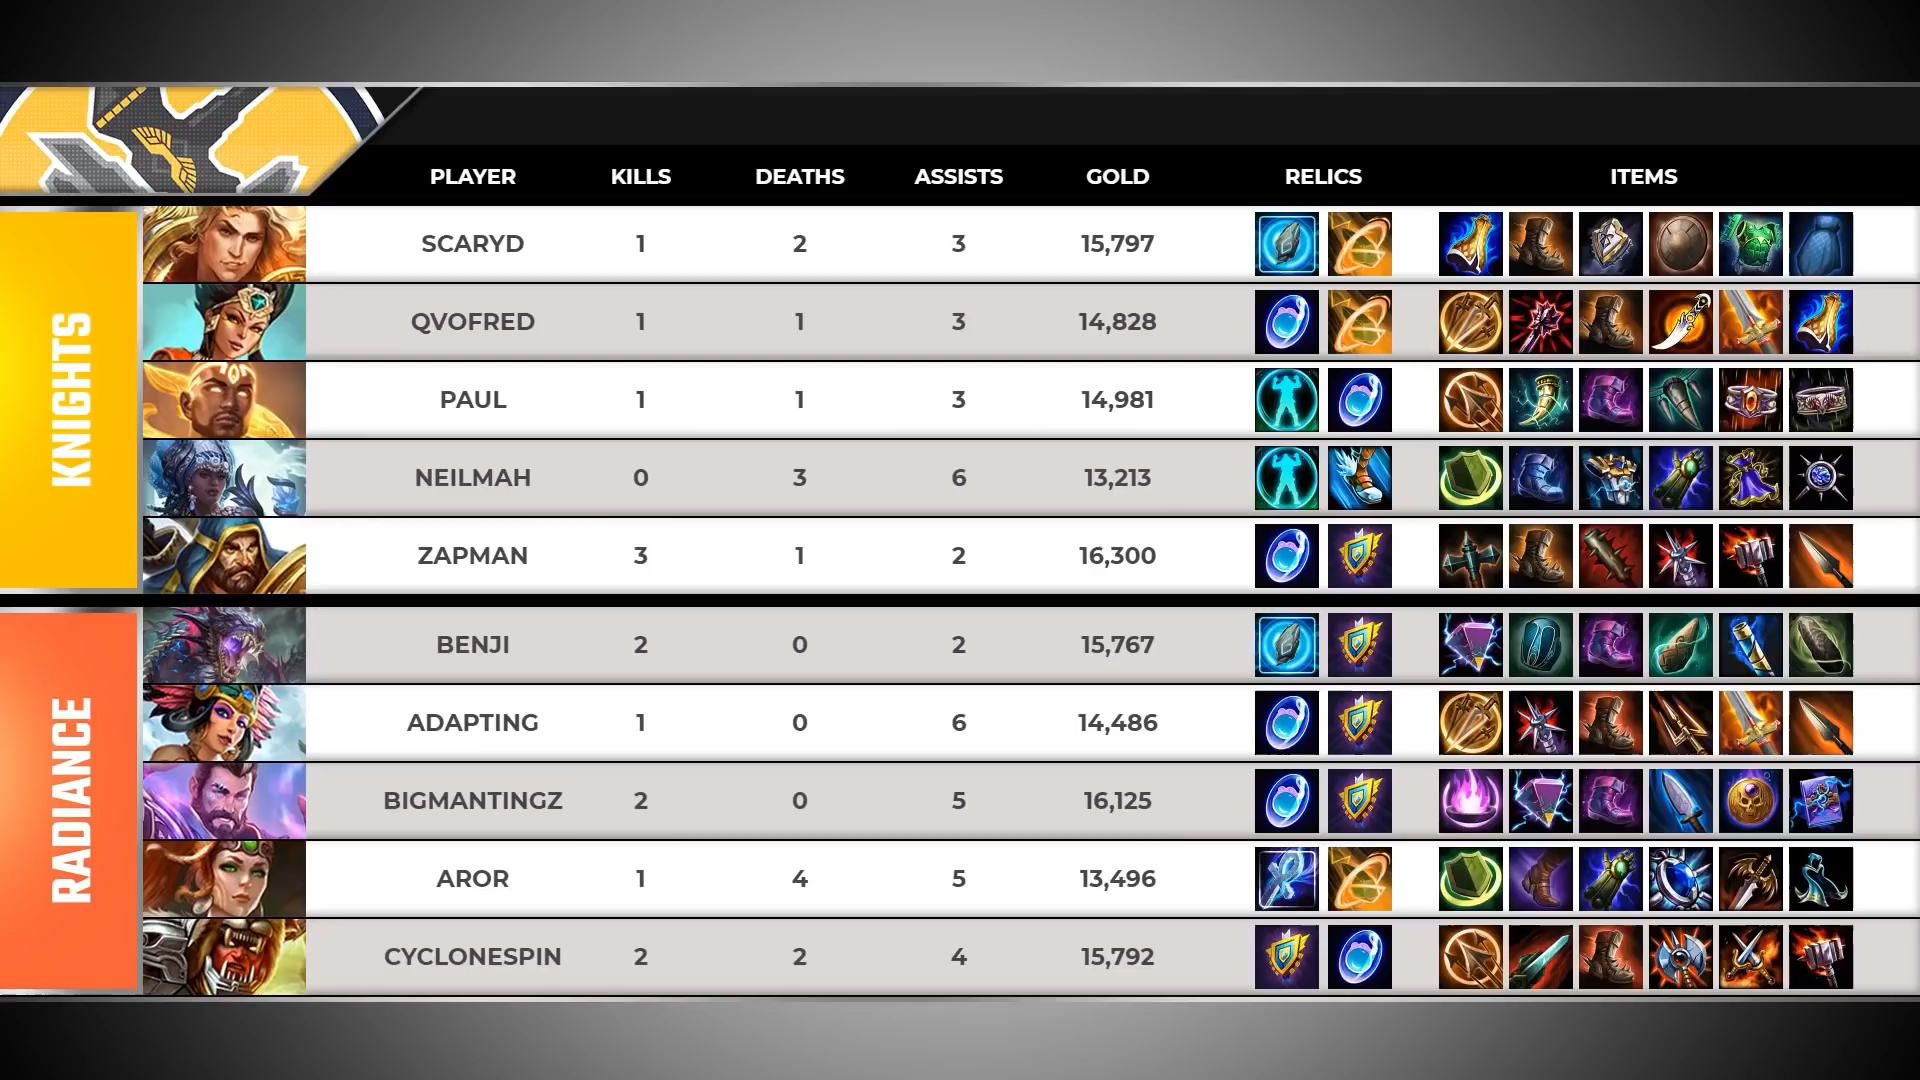 PLAYER KILLS DEATHS ASSISTS GOLD RELICS ITEMS
KNIGHTS
SCARYD 1 2 3 15,797
QVOFRED 1 1 3 14,828
PAUL 1 1 3 14,981
NEILMAH 0 3 6 13,213
ZAPMAN 3 1 2 16,300
RADIANCE
BENJI 2 0 2 15,767
ADAPTING 1 0 6 14,486
BIGMANTINGZ 2 0 5 16,125
AROR 1 4 5 13,496
CYCLONESPIN 2 2 4 15,792